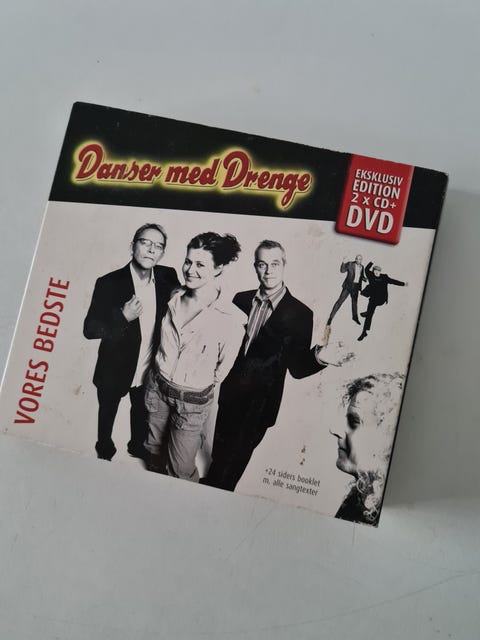 Danser med Drenge
EKSKLUSIV
EDITION
2 x CD+
DVD
VORES BEDSTE
+24 siders booklet
m. alle sangtexter